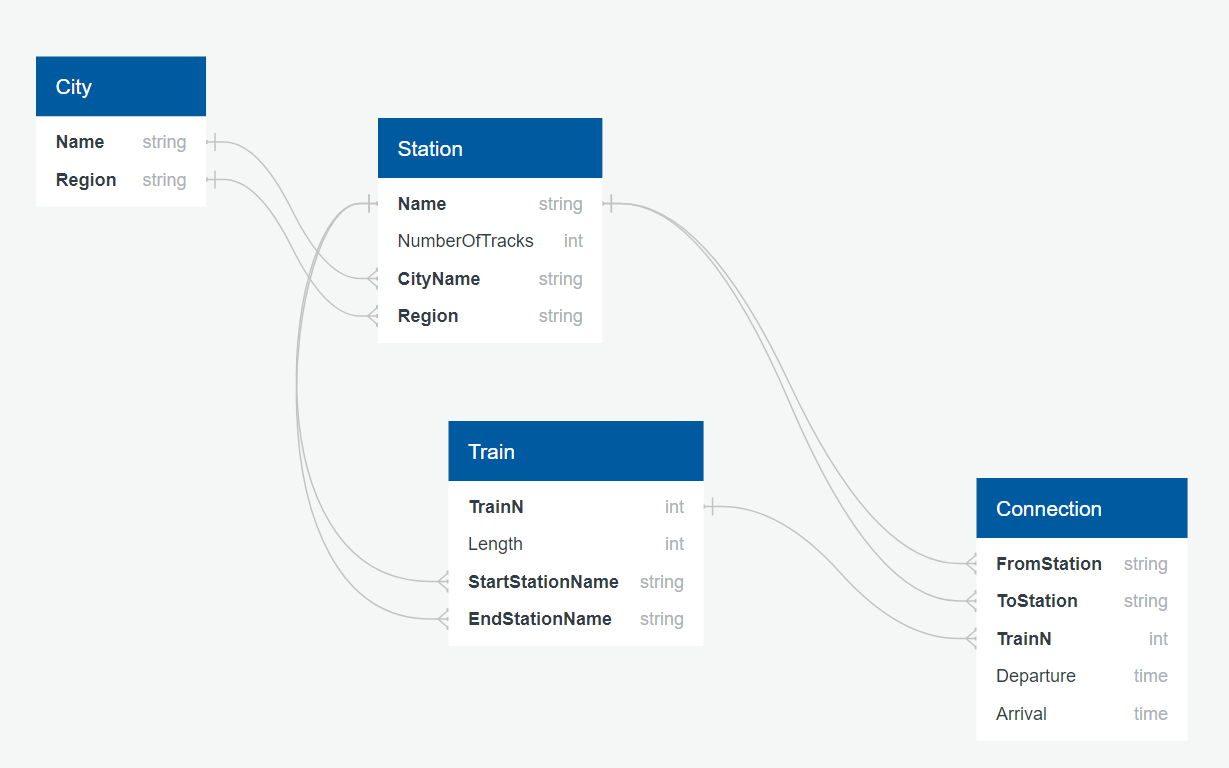 City
Name string
Region string
Station
Name string
NumberOfTracks int
CityName string
Region string
Train
TrainN int
Length int
StartStationName string
EndStationName string
Connection
FromStation string
ToStation string
TrainN int
Departure time
Arrival time